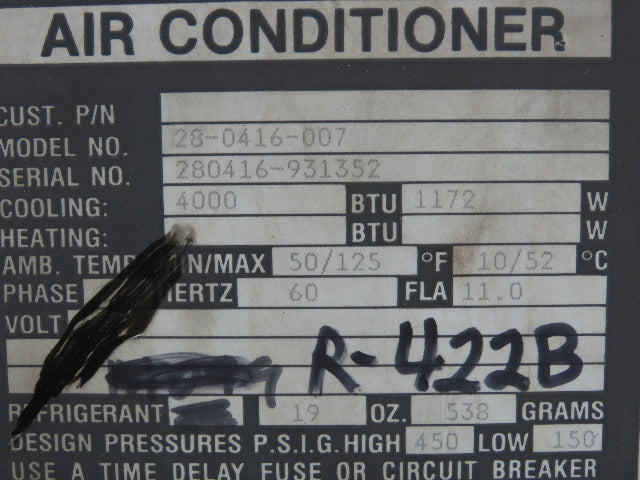 AIR CONDITIONER
CUST. P/N
MODEL NO. 28-0416-007
SERIAL NO. 280416-931352
COOLING: 4000 BTU 1172 W
HEATING: BTU W
AMB. TEMP. MIN/MAX 50/125 °F 10/52 °C
PHASE HERTZ 60 FLA 11.0
VOLT
R-422B
REFRIGERANT 19 OZ. 538 GRAMS
DESIGN PRESSURES P.S.I.G. HIGH 450 LOW 150
USE A TIME DELAY FUSE OR CIRCUIT BREAKER